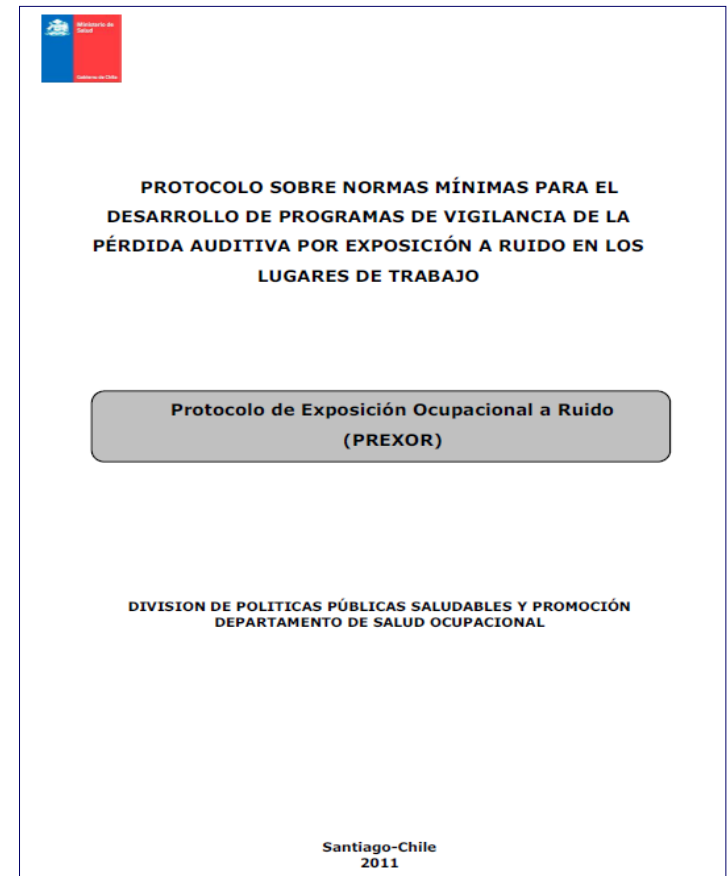 Ministerio de
Salud
Gobierno de Chile
PROTOCOLO SOBRE NORMAS MÍNIMAS PARA EL
DESARROLLO DE PROGRAMAS DE VIGILANCIA DE LA
PÉRDIDA AUDITIVA POR EXPOSICIÓN A RUIDO EN LOS
LUGARES DE TRABAJO
Protocolo de Exposición Ocupacional a Ruido
(PREXOR)
DIVISION DE POLITICAS PÚBLICAS SALUDABLES Y PROMOCIÓN
DEPARTAMENTO DE SALUD OCUPACIONAL
Santiago-Chile
2011